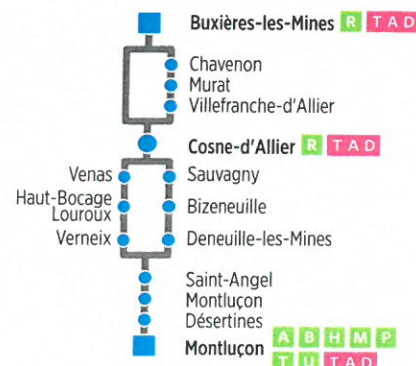 Buxières-les-Mines R TAD
Chavenon
Murat
Villefranche-d'Allier
Cosne-d'Allier R TAD
Venas
Sauvagny
Haut-Bocage
Louroux
Bizeneuille
Verneix
Deneuille-les-Mines
Saint-Angel
Montluçon
Désertines
Montluçon A B H M P
T U TAD